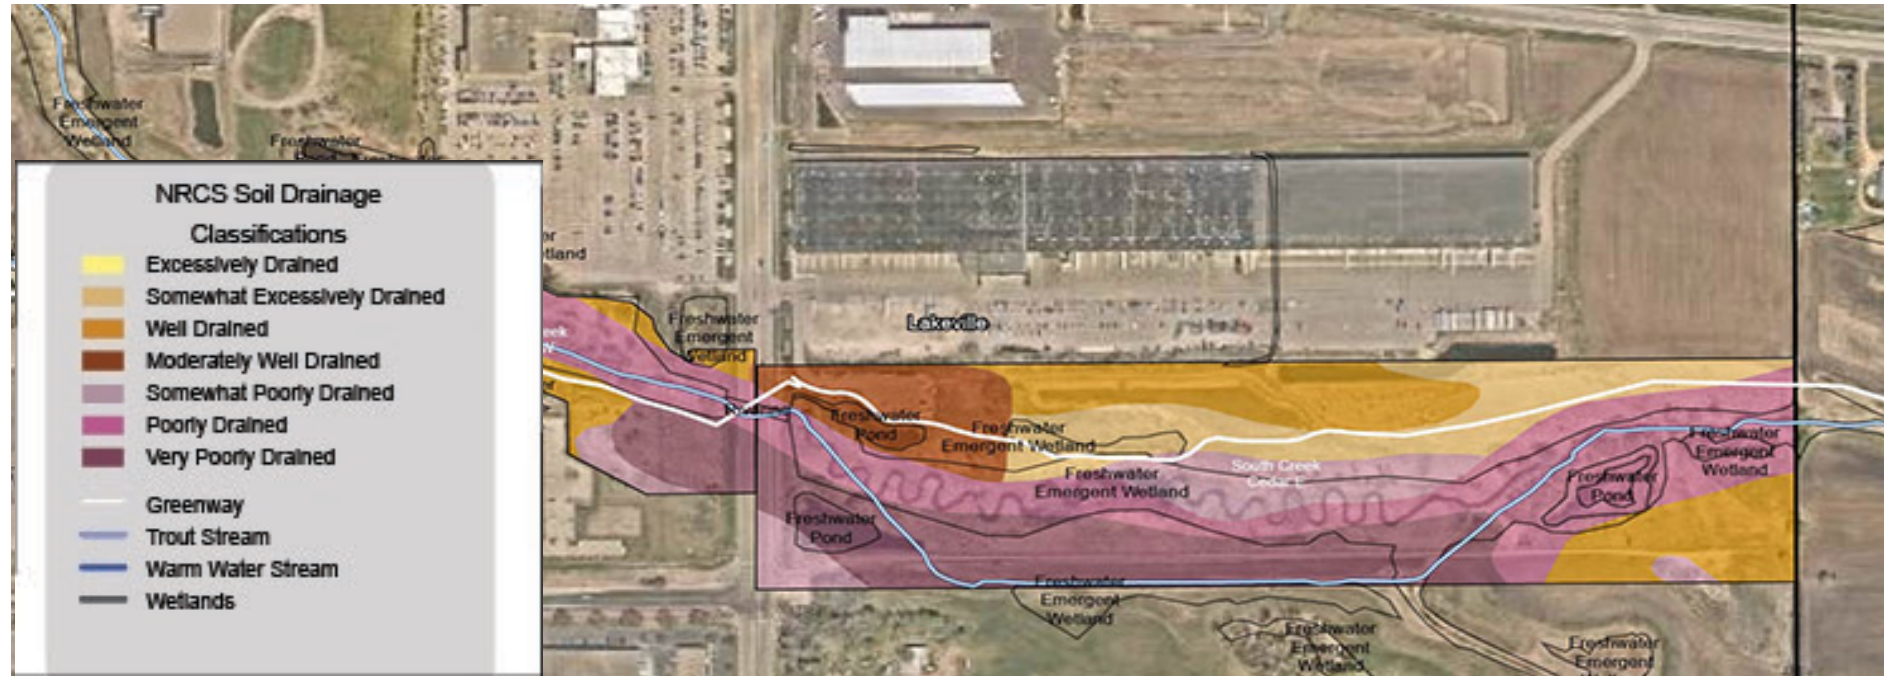 Freshwater
Emergent
Wetland
Freshwater
Pond
NRCS Soil Drainage
Classifications
Excessively Drained
Somewhat Excessively Drained
Well Drained
Moderately Well Drained
Somewhat Poorly Drained
Poorly Drained
Very Poorly Drained
Greenway
Trout Stream
Warm Water Stream
Wetlands
Freshwater
Emergent
Wetland
Lakeville
Freshwater
Pond
Freshwater
Emergent Wetland
Freshwater
Emergent Wetland
South Creek
Cedar E
Freshwater
Emergent
Wetland
Freshwater
Pond
Freshwater
Pond
Freshwater
Emergent
Wetland
Freshwater
Emergent
Wetland
Freshwater
Emergent